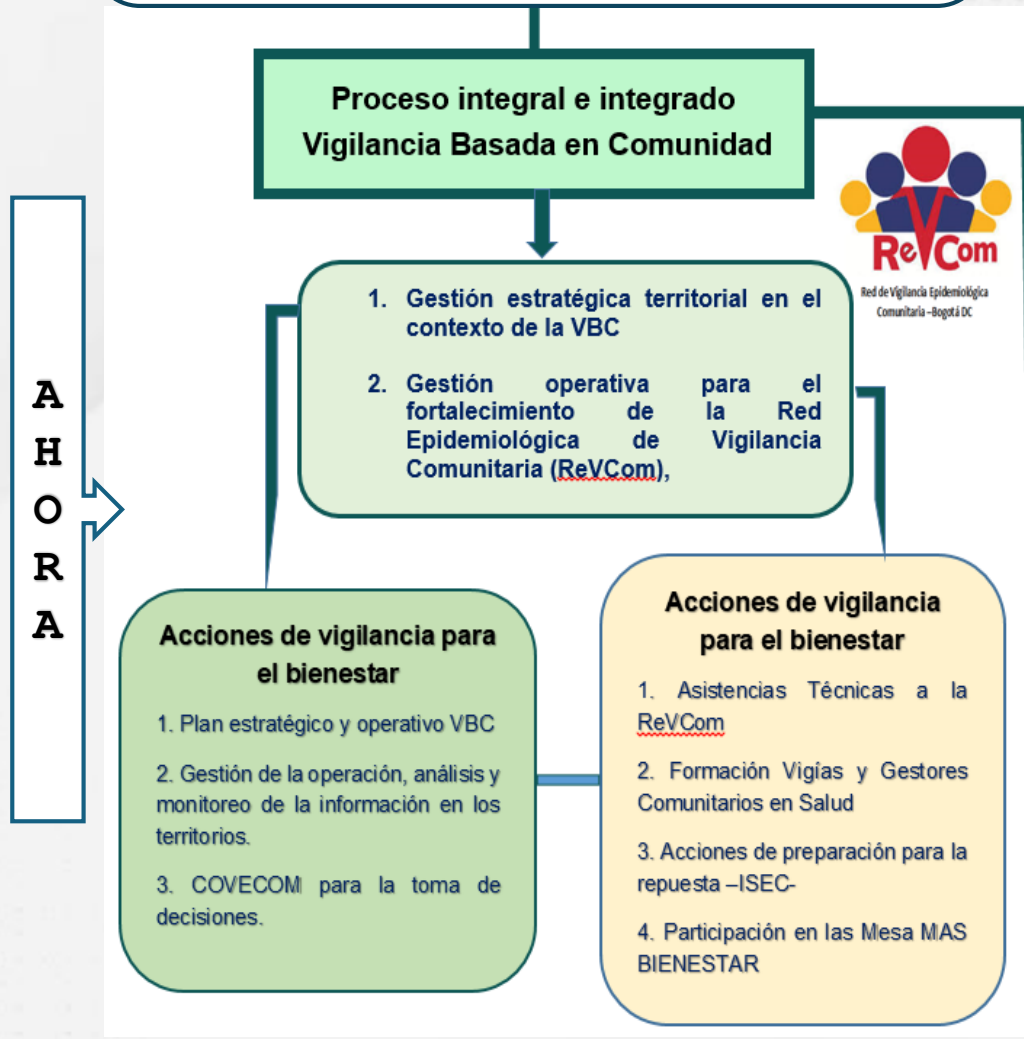 Proceso integral e integrado
Vigilancia Basada en Comunidad
ReVCom
Red de Vigilancia Epidemiológica
Comunitaria –Bogotá DC
A
H
O
R
A
1. Gestión estratégica territorial en el
contexto de la VBC
2. Gestión operativa para el
fortalecimiento de la Red
Epidemiológica de Vigilancia
Comunitaria (ReVCom),
Acciones de vigilancia para
el bienestar
1. Plan estratégico y operativo VBC
2. Gestión de la operación, análisis y
monitoreo de la información en los
territorios.
3. COVECOM para la toma de
decisiones.
Acciones de vigilancia
para el bienestar
1. Asistencias Técnicas a la
ReVCom
2. Formación Vigías y Gestores
Comunitarios en Salud
3. Acciones de preparación para la
repuesta –ISEC-
4. Participación en las Mesa MAS
BIENESTAR